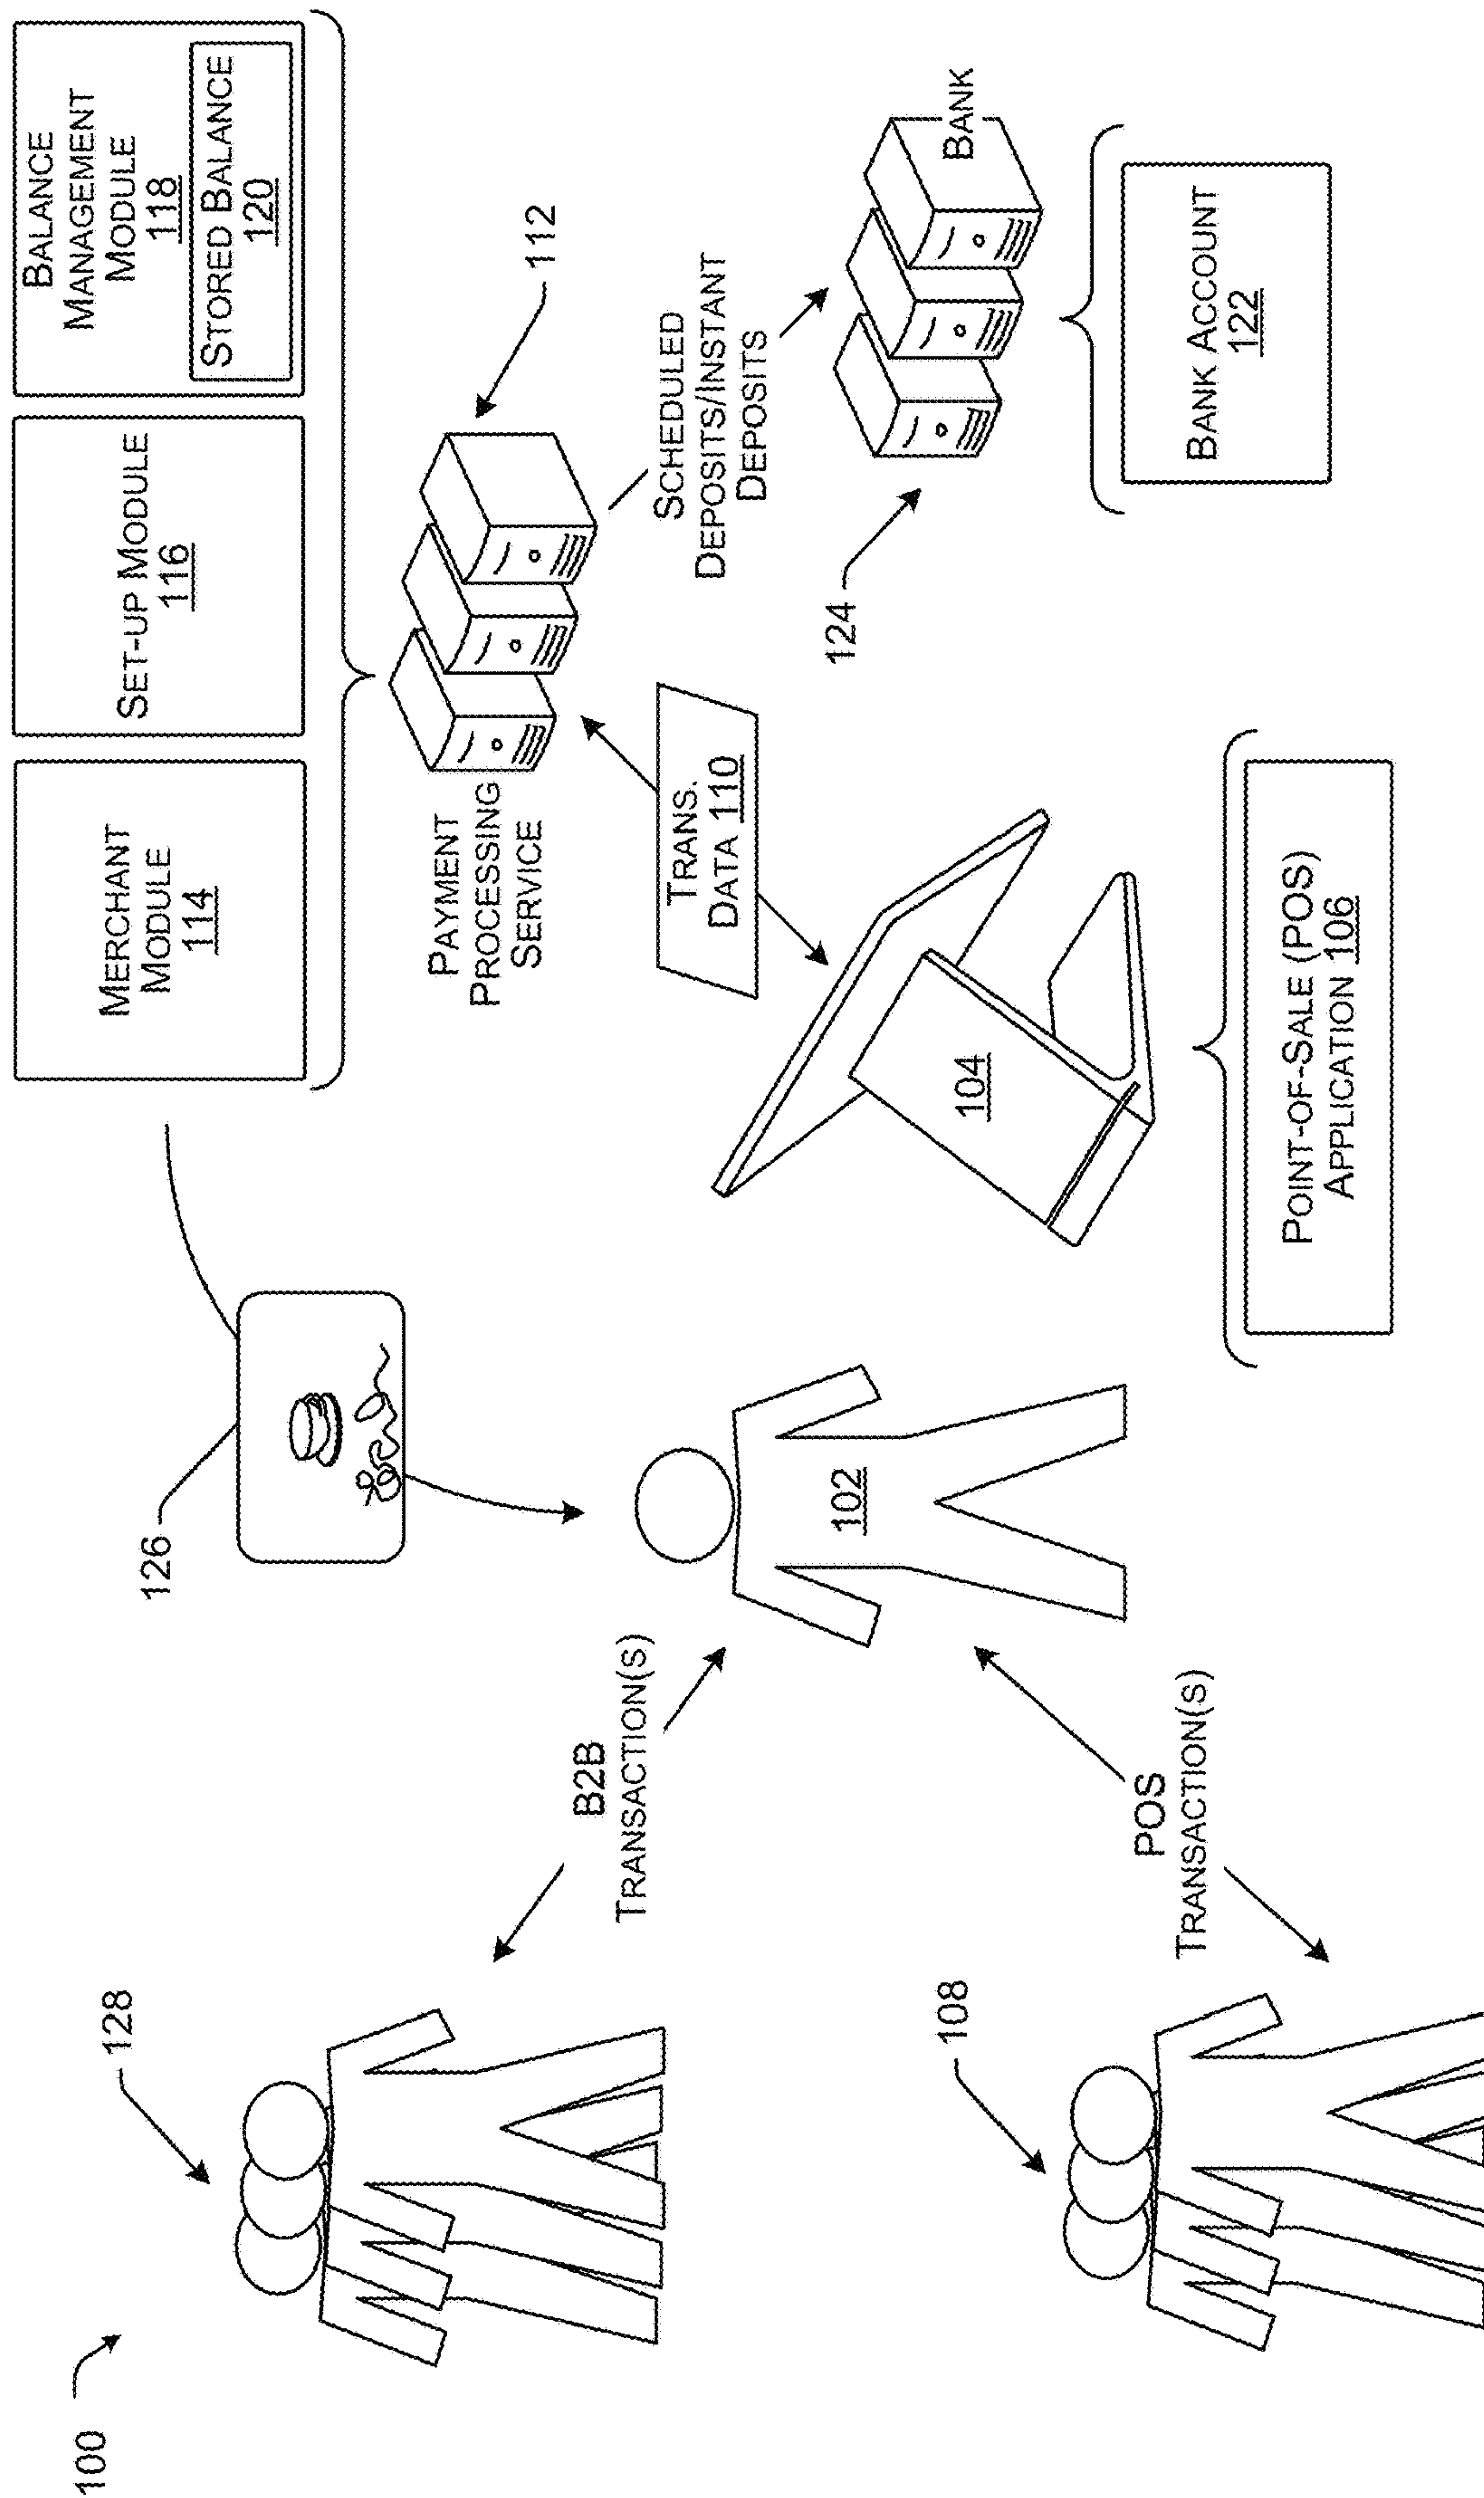 100
128
126
MERCHANT
MODULE
114
SET-UP MODULE
116
BALANCE
MANAGEMENT
MODULE
118
STORED BALANCE
120
112
PAYMENT
PROCESSING
SERVICE
B2B
TRANSACTION(S)
102
TRANS.
DATA 110
SCHEDULED
DEPOSITS/INSTANT
DEPOSITS
124
BANK
104
108
POS
TRANSACTION(S)
POINT-OF-SALE (POS)
APPLICATION 106
BANK ACCOUNT
122